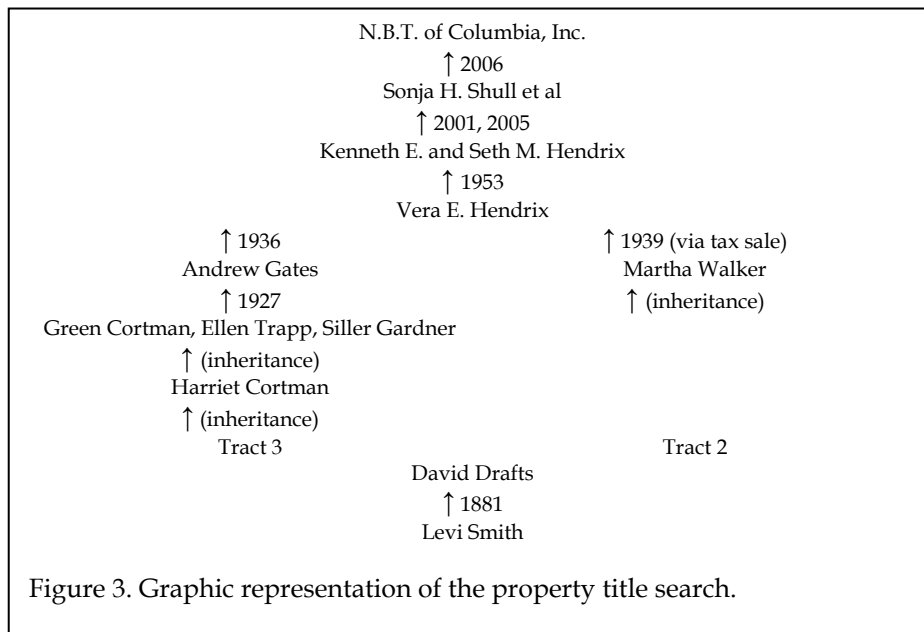 N.B.T. of Columbia, Inc.
↑ 2006
Sonja H. Shull et al
↑ 2001, 2005
Kenneth E. and Seth M. Hendrix
↑ 1953
Vera E. Hendrix
↑ 1936 ↑ 1939 (via tax sale)
Andrew Gates Martha Walker
↑ 1927 ↑ (inheritance)
Green Cortman, Ellen Trapp, Siller Gardner
↑ (inheritance)
Harriet Cortman
↑ (inheritance)
Tract 3 Tract 2
David Drafts
↑ 1881
Levi Smith
Figure 3. Graphic representation of the property title search.